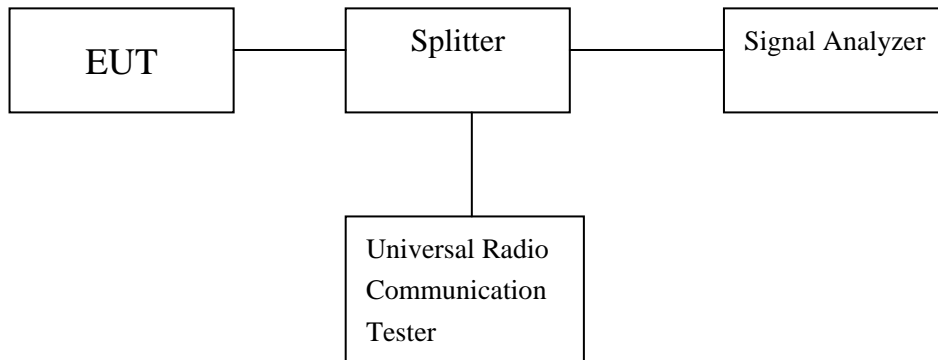 EUT
Splitter
Signal Analyzer
Universal Radio
Communication
Tester